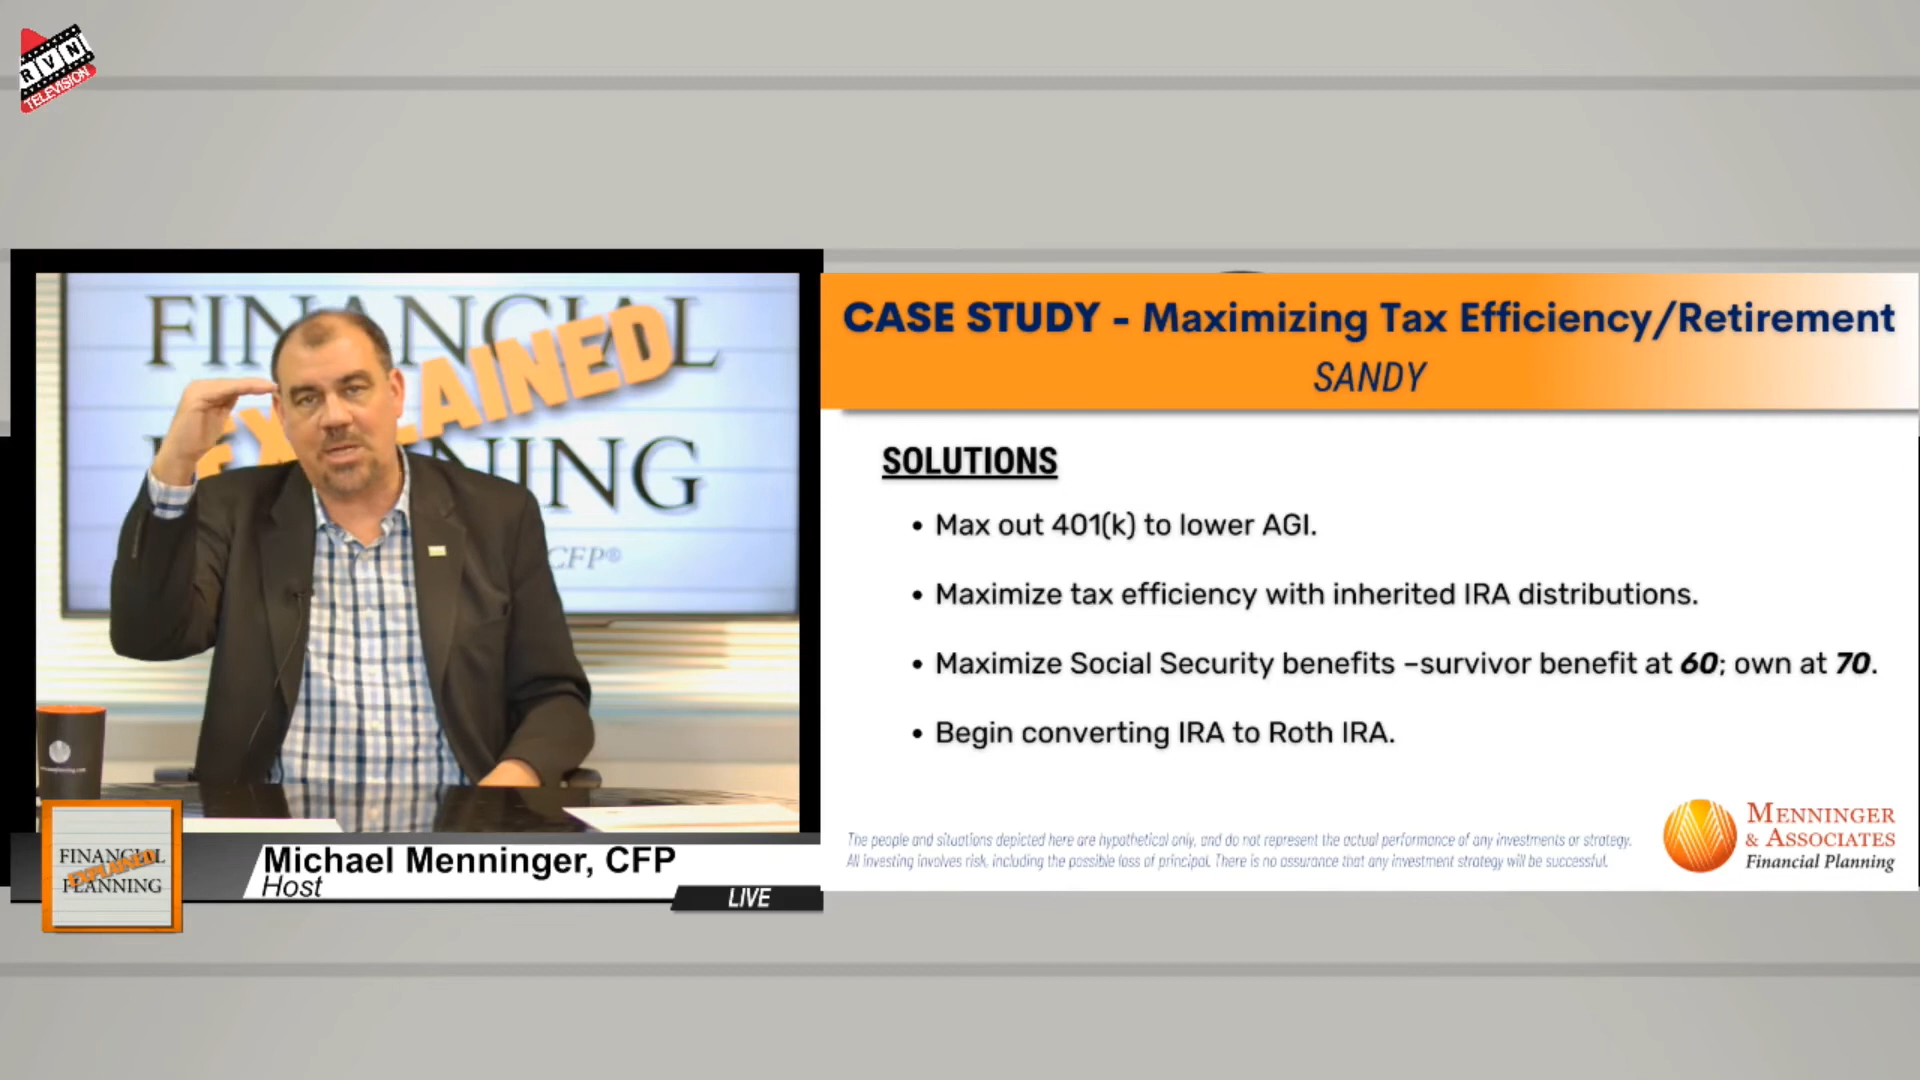 RVN
TELEVISION
FINANCIAL
EXPLAINED
PLANNING
CFP®
CASE STUDY - Maximizing Tax Efficiency/Retirement
SANDY
SOLUTIONS
• Max out 401(k) to lower AGI.
• Maximize tax efficiency with inherited IRA distributions.
• Maximize Social Security benefits –survivor benefit at 60; own at 70.
• Begin converting IRA to Roth IRA.
The people and situations depicted here are hypothetical only, and do not represent the actual performance of any investments or strategy.
All investing involves risk, including the possible loss of principal. There is no assurance that any investment strategy will be successful.
MENNINGER
& ASSOCIATES
Financial Planning
FINANCIAL
EXPLAINED
PLANNING
Michael Menninger, CFP
Host
LIVE